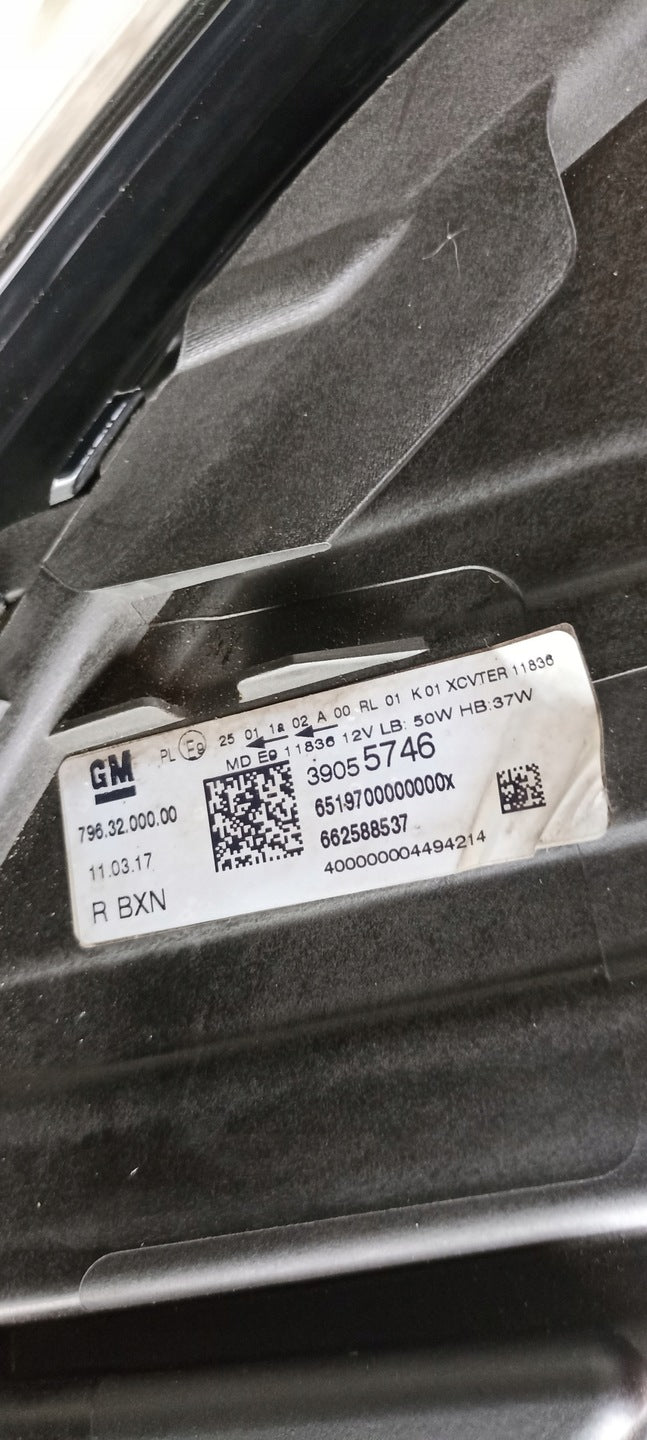 GM
PL E9 25 01 1a 02 A 00 RL 01 K 01 XCVTER 11836
MD E9 11836 12V LB: 50W HB:37W
39055746
796.32.000.00
6519700000000X
11.03.17
662588537
400000004494214
R BXN